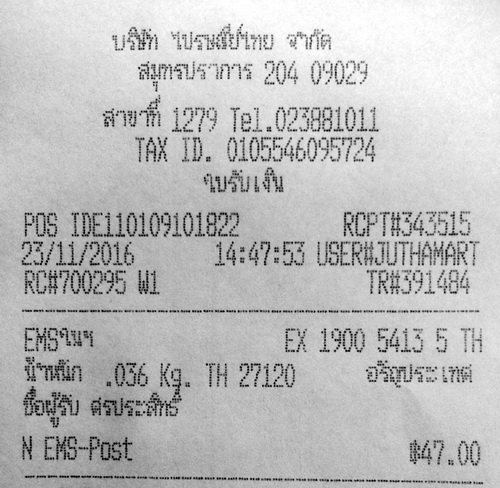 บริษัท ไปรษณีย์ไทย จำกัด
สมุทรปราการ 204 09029
สาขาที่ 1279 Tel.023881011
TAX ID. 0105546095724
ใบรับเงิน
POS IDE110109101822 RCPT#343515
23/11/2016 14:47:53 USER#JUTHAMART
RC#700295 W1 TR#391484
EMSในฯ EX 1900 5413 5 TH
น้ำหนัก .036 Kg. TH 27120 อรัญประเทศ
ชื่อผู้รับ ศรประสิทธิ์
N EMS-Post ฿47.00